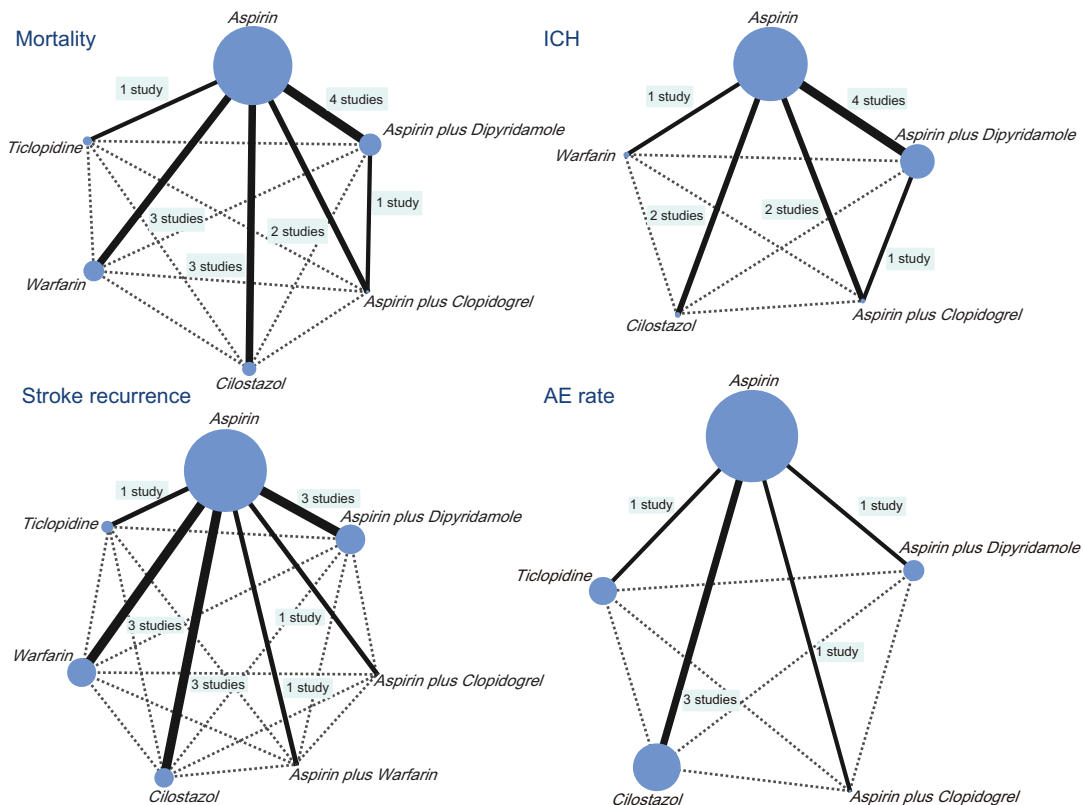 Mortality
Aspirin
1 study
4 studies
Ticlopidine
Aspirin plus Dipyridamole
1 study
3 studies
2 studies
3 studies
Warfarin
Aspirin plus Clopidogrel
Cilostazol
ICH
Aspirin
1 study
4 studies
Aspirin plus Dipyridamole
Warfarin
2 studies
2 studies
1 study
Cilostazol
Aspirin plus Clopidogrel
Stroke recurrence
Aspirin
1 study
3 studies
Ticlopidine
Aspirin plus Dipyridamole
3 studies
1 study
Warfarin
3 studies
1 study
Aspirin plus Clopidogrel
Cilostazol
Aspirin plus Warfarin
AE rate
Aspirin
1 study
1 study
Aspirin plus Dipyridamole
Ticlopidine
1 study
3 studies
Cilostazol
Aspirin plus Clopidogrel